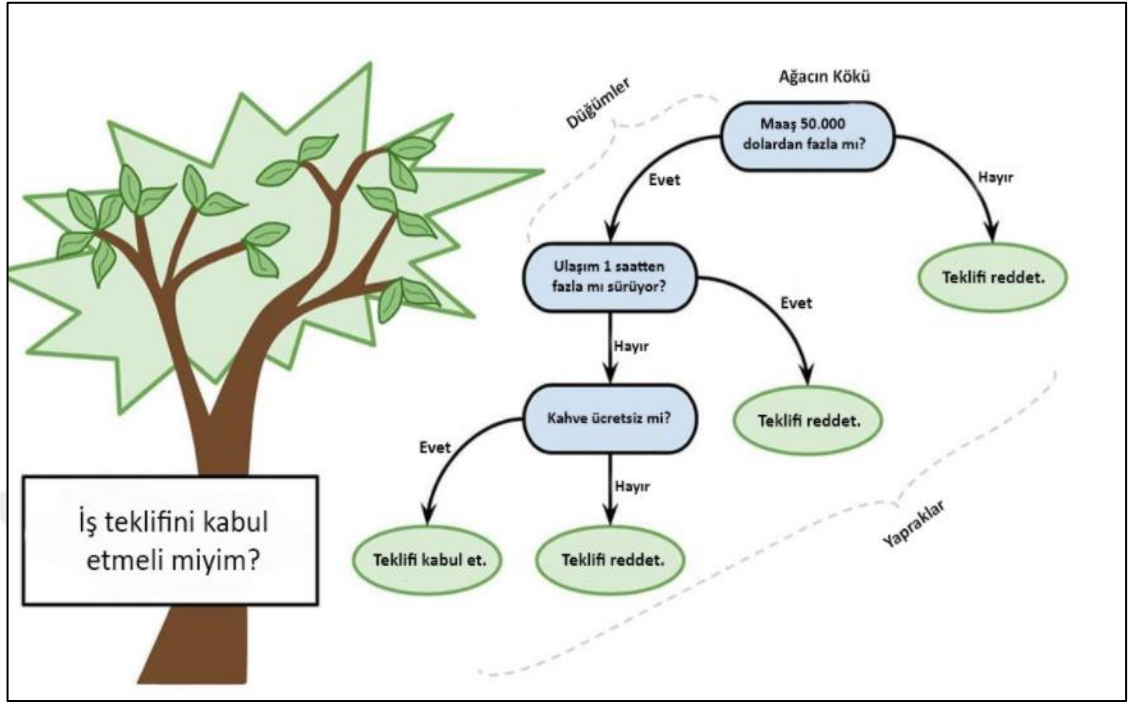 Ağacın Kökü
Düğümler
Maaş 50.000
dolardan fazla mı?
Evet
Hayır
Ulaşım 1 saatten
fazla mı sürüyor?
Teklifi reddet.
Evet
Hayır
Kahve ücretsiz mi?
Teklifi reddet.
Evet
Hayır
Yapraklar
İş teklifini kabul
etmeli miyim?
Teklifi kabul et.
Teklifi reddet.